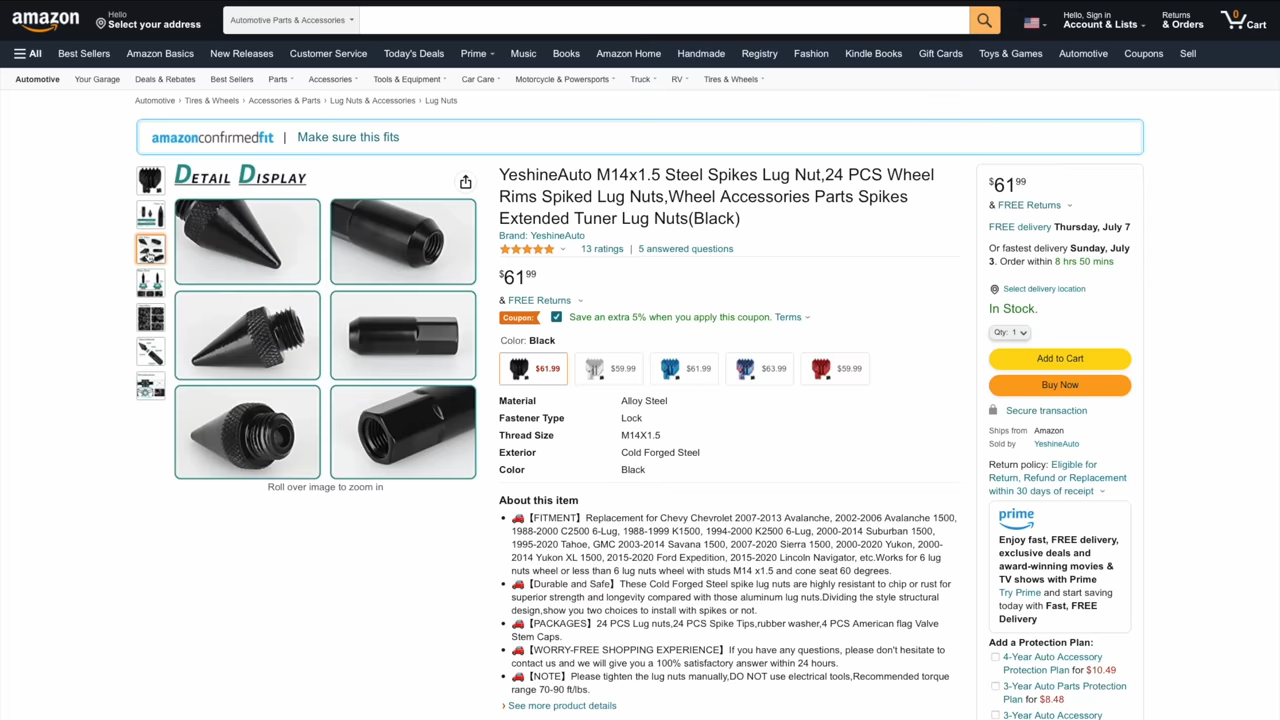 amazon
Hello
Select your address
Automotive Parts & Accessories
Hello, Sign in
Account & Lists
Returns
& Orders
0
Cart
All
Best Sellers
Amazon Basics
New Releases
Customer Service
Today's Deals
Prime
Music
Books
Amazon Home
Handmade
Registry
Fashion
Kindle Books
Gift Cards
Toys & Games
Automotive
Coupons
Sell
Automotive
Your Garage
Deals & Rebates
Best Sellers
Parts
Accessories
Tools & Equipment
Car Care
Motorcycle & Powersports
Truck
RV
Tires & Wheels
Automotive › Tires & Wheels › Accessories & Parts › Lug Nuts & Accessories › Lug Nuts
amazonconfirmedfit | Make sure this fits
DETAIL DISPLAY
Roll over image to zoom in
YeshineAuto M14x1.5 Steel Spikes Lug Nut,24 PCS Wheel
Rims Spiked Lug Nuts,Wheel Accessories Parts Spikes
Extended Tuner Lug Nuts(Black)
Brand: YeshineAuto
13 ratings | 5 answered questions
$61 99
& FREE Returns
Coupon: Save an extra 5% when you apply this coupon. Terms
Color: Black
$61.99
$59.99
$61.99
$63.99
$59.99
Material Alloy Steel
Fastener Type Lock
Thread Size M14X1.5
Exterior Cold Forged Steel
Color Black
About this item
• 🚗【FITMENT】Replacement for Chevy Chevrolet 2007-2013 Avalanche, 2002-2006 Avalanche 1500,
1988-2000 C2500 6-Lug, 1988-1999 K1500, 1994-2000 K2500 6-Lug, 2000-2014 Suburban 1500,
1995-2020 Tahoe, GMC 2003-2014 Savana 1500, 2007-2020 Sierra 1500, 2000-2020 Yukon, 2000-
2014 Yukon XL 1500, 2015-2020 Ford Expedition, 2015-2020 Lincoln Navigator, etc.Works for 6 lug
nuts wheel or less than 6 lug nuts wheel with studs M14 x1.5 and cone seat 60 degrees.
• 🚗【Durable and Safe】These Cold Forged Steel spike lug nuts are highly resistant to chip or rust for
superior strength and longevity compared with those aluminum lug nuts.Dividing the style structural
design,show you two choices to install with spikes or not.
• 🚗【PACKAGES】24 PCS Lug nuts,24 PCS Spike Tips,rubber washer,4 PCS American flag Valve
Stem Caps.
• 🚗【WORRY-FREE SHOPPING EXPERIENCE】If you have any questions, please don't hesitate to
contact us and we will give you a 100% satisfactory answer within 24 hours.
• 🚗【NOTE】Please tighten the lug nuts manually,DO NOT use electrical tools,Recommended torque
range 70-90 ft/lbs.
› See more product details
$61 99
& FREE Returns
FREE delivery Thursday, July 7
Or fastest delivery Sunday, July
3. Order within 8 hrs 50 mins
Select delivery location
In Stock.
Qty: 1
Add to Cart
Buy Now
Secure transaction
Ships from Amazon
Sold by YeshineAuto
Return policy: Eligible for
Return, Refund or Replacement
within 30 days of receipt
prime
Enjoy fast, FREE delivery,
exclusive deals and
award-winning movies &
TV shows with Prime
Try Prime and start saving
today with Fast, FREE
Delivery
Add a Protection Plan:
4-Year Auto Accessory
Protection Plan for $10.49
3-Year Auto Parts Protection
Plan for $8.48
3-Year Auto Accessory